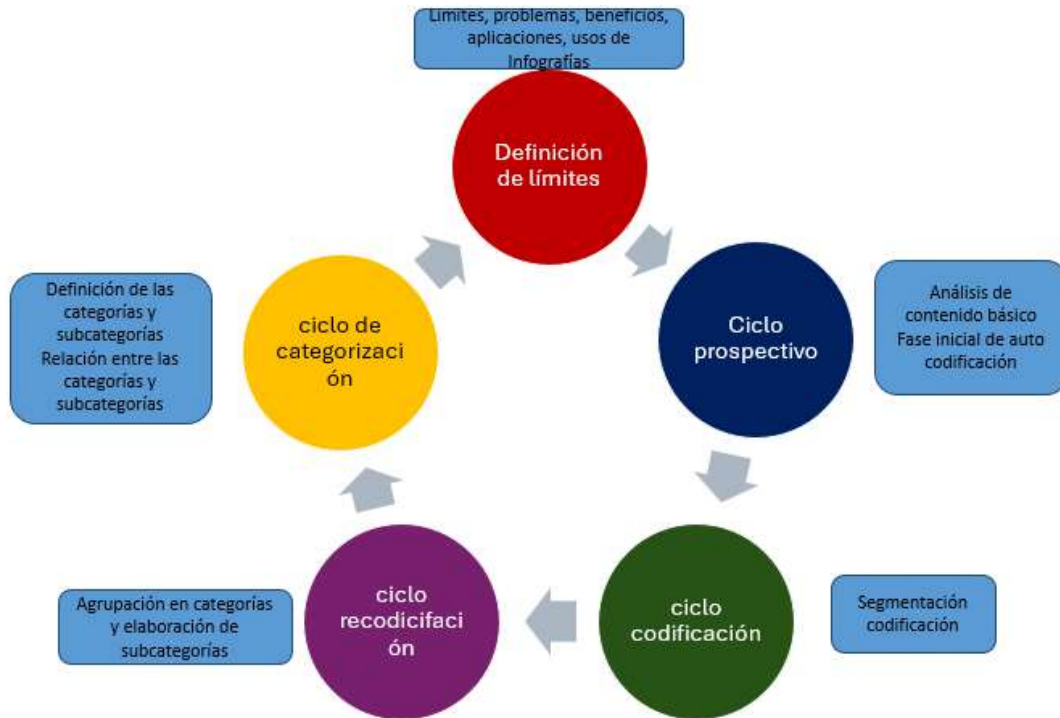 Límites, problemas, beneficios,
aplicaciones, usos de
Infografías
Definición
de límites
Ciclo
prospectivo
Análisis de
contenido básico
Fase inicial de auto
codificación
ciclo
codificación
Segmentación
codificación
ciclo
recodicifaci
ón
Agrupación en categorías
y elaboración de
subcategorías
ciclo de
categorizaci
ón
Definición de las
categorías y
subcategorías
Relación entre las
categorías y
subcategorías